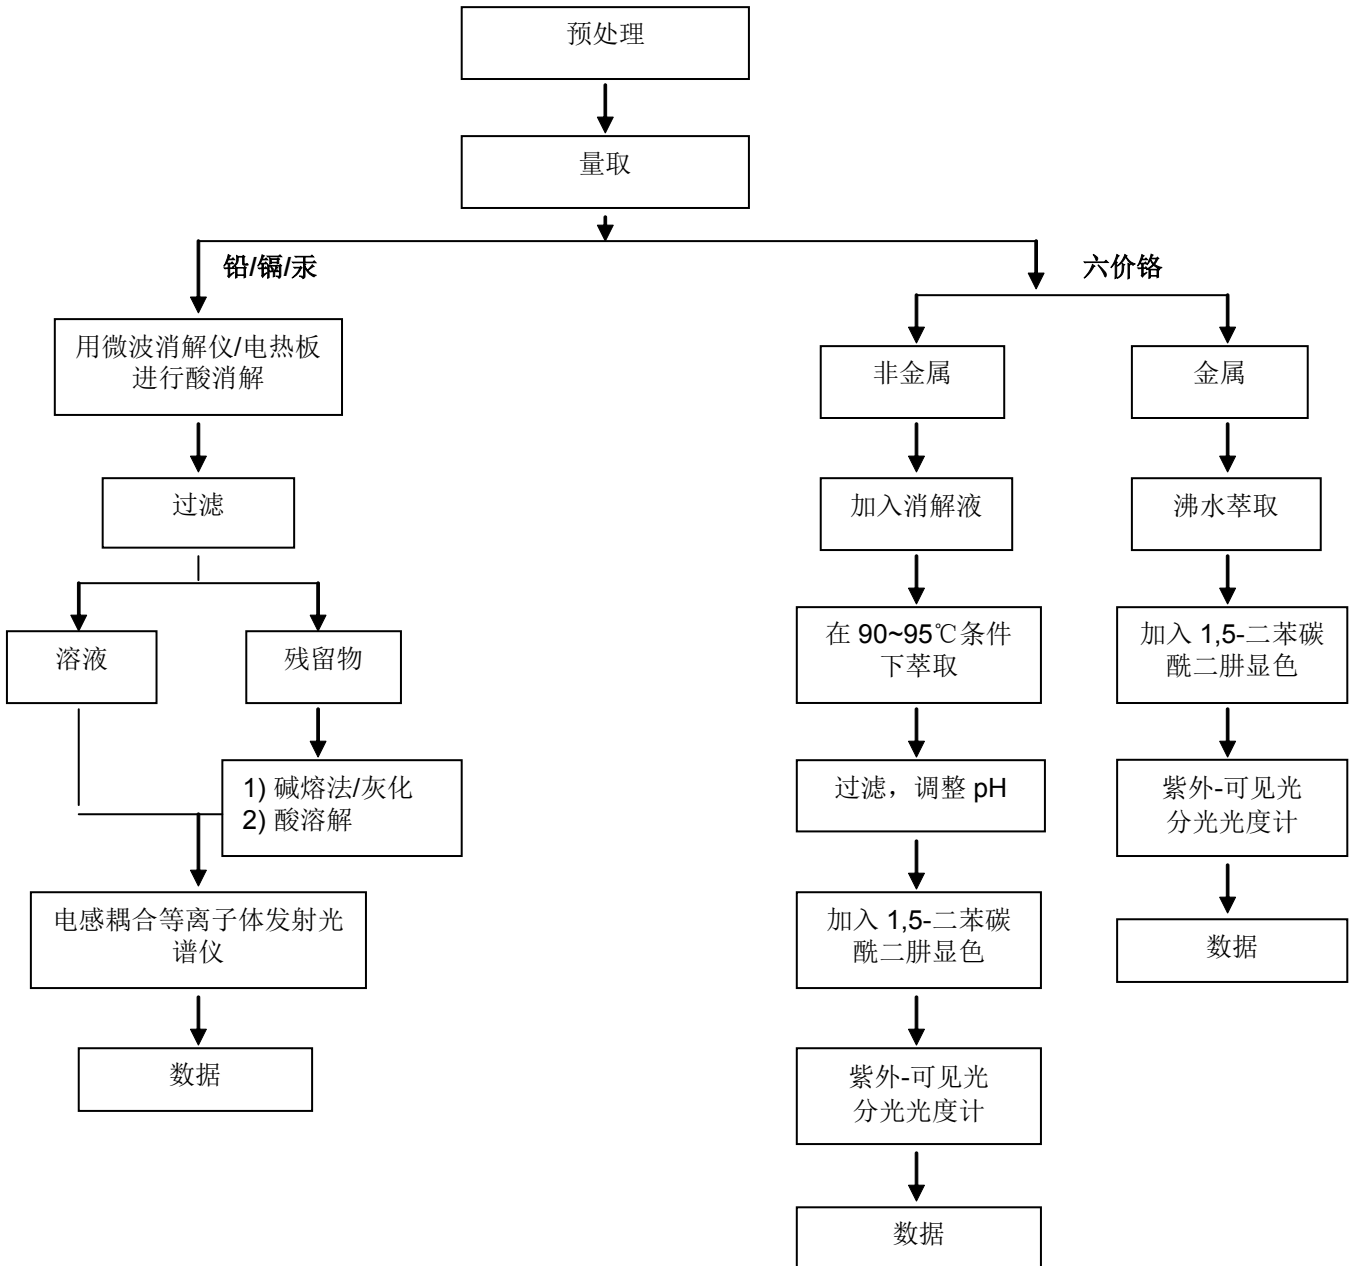 预处理
量取
铅/镉/汞
用微波消解仪/电热板
进行酸消解
过滤
溶液
残留物
1) 碱熔法/灰化
2) 酸溶解
电感耦合等离子体发射光
谱仪
数据
六价铬
非金属
加入消解液
在 90~95℃条件
下萃取
过滤，调整 pH
加入 1,5-二苯碳
酰二肼显色
紫外-可见光
分光光度计
数据
金属
沸水萃取
加入 1,5-二苯碳
酰二肼显色
紫外-可见光
分光光度计
数据